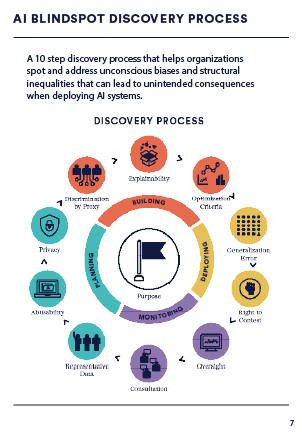 AI BLINDSPOT DISCOVERY PROCESS
A 10 step discovery process that helps organizations
spot and address unconscious biases and structural
inequalities that can lead to unintended consequences
when deploying AI systems.
DISCOVERY PROCESS
Explainability
Discrimination
by Proxy
Optimization
Criteria
BUILDING
Privacy
Generalization
Error
PLANNING
DEPLOYING
Purpose
Abusability
Right to
Contest
MONITORING
Representative
Data
Oversight
Consultation
7